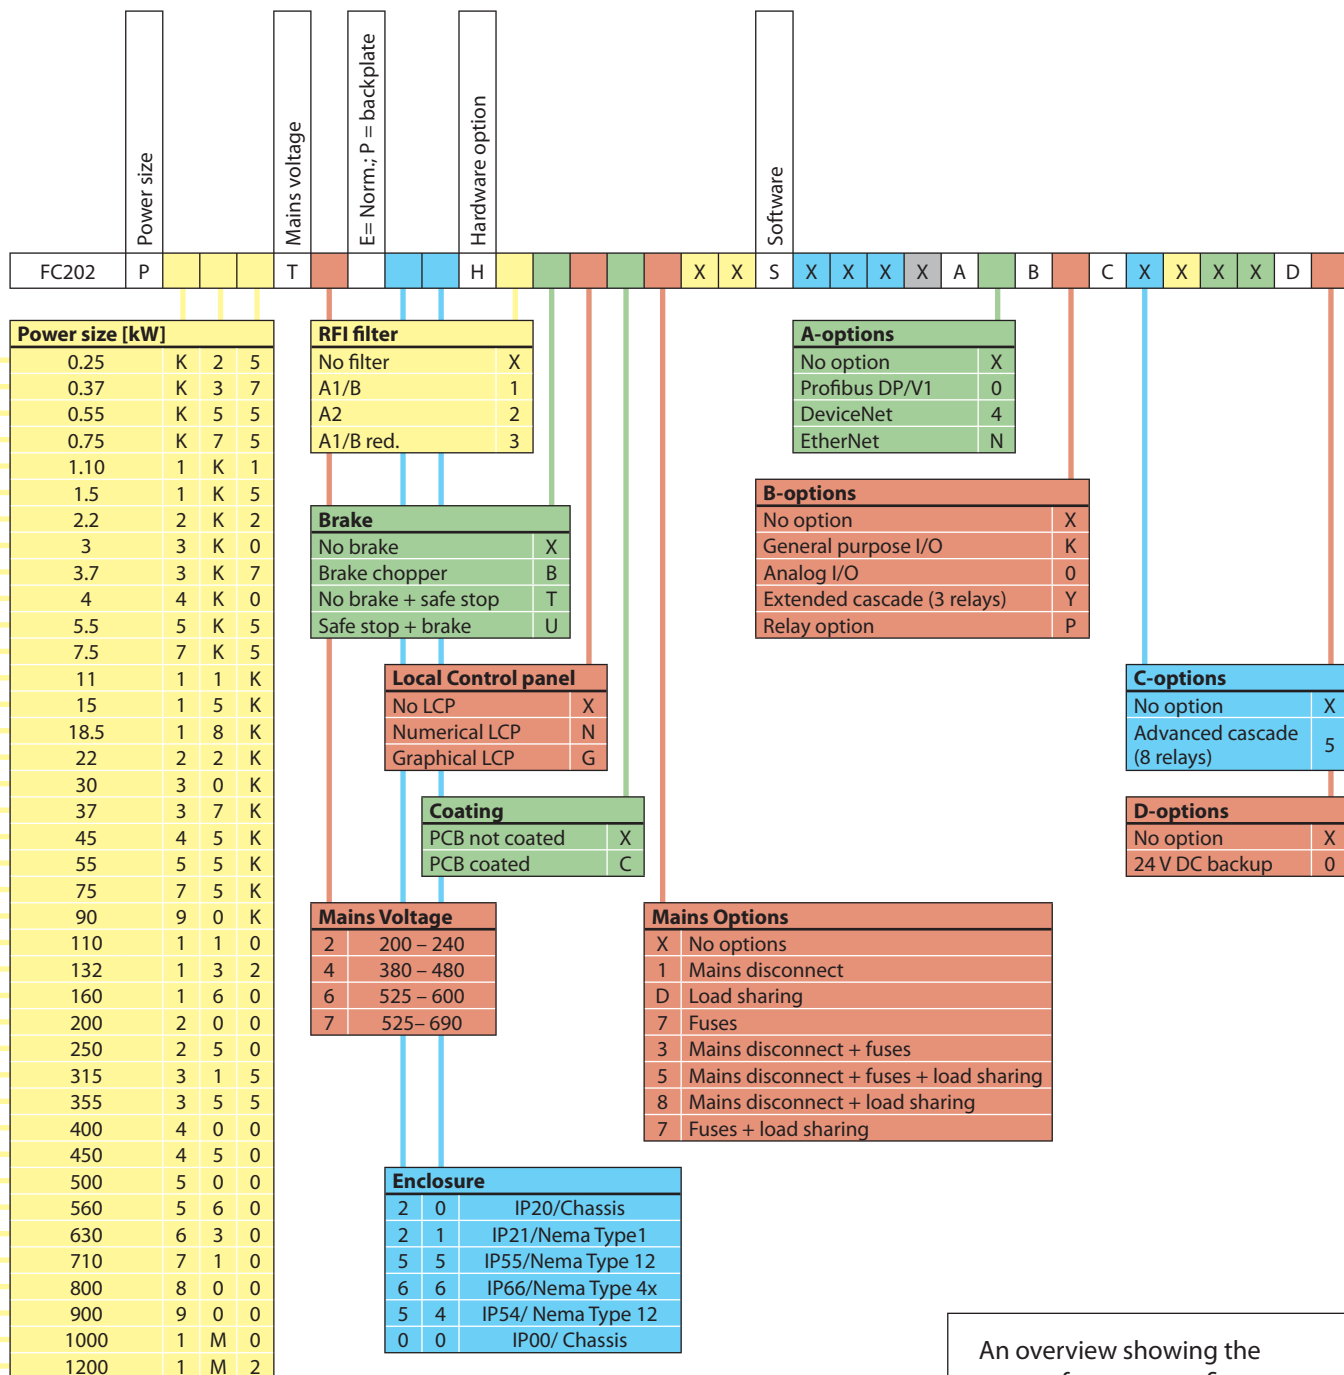 Power size
Mains voltage
E= Norm.; P = backplate
Hardware option
Software
FC202 P T H X X S X X X X A B C X X X X D
Power size [kW]
0.25 K 2 5
0.37 K 3 7
0.55 K 5 5
0.75 K 7 5
1.10 1 K 1
1.5 1 K 5
2.2 2 K 2
3 3 K 0
3.7 3 K 7
4 4 K 0
5.5 5 K 5
7.5 7 K 5
11 1 1 K
15 1 5 K
18.5 1 8 K
22 2 2 K
30 3 0 K
37 3 7 K
45 4 5 K
55 5 5 K
75 7 5 K
90 9 0 K
110 1 1 0
132 1 3 2
160 1 6 0
200 2 0 0
250 2 5 0
315 3 1 5
355 3 5 5
400 4 0 0
450 4 5 0
500 5 0 0
560 5 6 0
630 6 3 0
710 7 1 0
800 8 0 0
900 9 0 0
1000 1 M 0
1200 1 M 2
RFI filter
No filter X
A1/B 1
A2 2
A1/B red. 3
Brake
No brake X
Brake chopper B
No brake + safe stop T
Safe stop + brake U
Local Control panel
No LCP X
Numerical LCP N
Graphical LCP G
Coating
PCB not coated X
PCB coated C
Mains Voltage
2 200 – 240
4 380 – 480
6 525 – 600
7 525– 690
Enclosure
2 0 IP20/Chassis
2 1 IP21/Nema Type1
5 5 IP55/Nema Type 12
6 6 IP66/Nema Type 4x
5 4 IP54/ Nema Type 12
0 0 IP00/ Chassis
A-options
No option X
Profibus DP/V1 0
DeviceNet 4
EtherNet N
B-options
No option X
General purpose I/O K
Analog I/O 0
Extended cascade (3 relays) Y
Relay option P
Mains Options
X No options
1 Mains disconnect
D Load sharing
7 Fuses
3 Mains disconnect + fuses
5 Mains disconnect + fuses + load sharing
8 Mains disconnect + load sharing
7 Fuses + load sharing
C-options
No option X
Advanced cascade
(8 relays) 5
D-options
No option X
24 V DC backup 0
An overview showing the